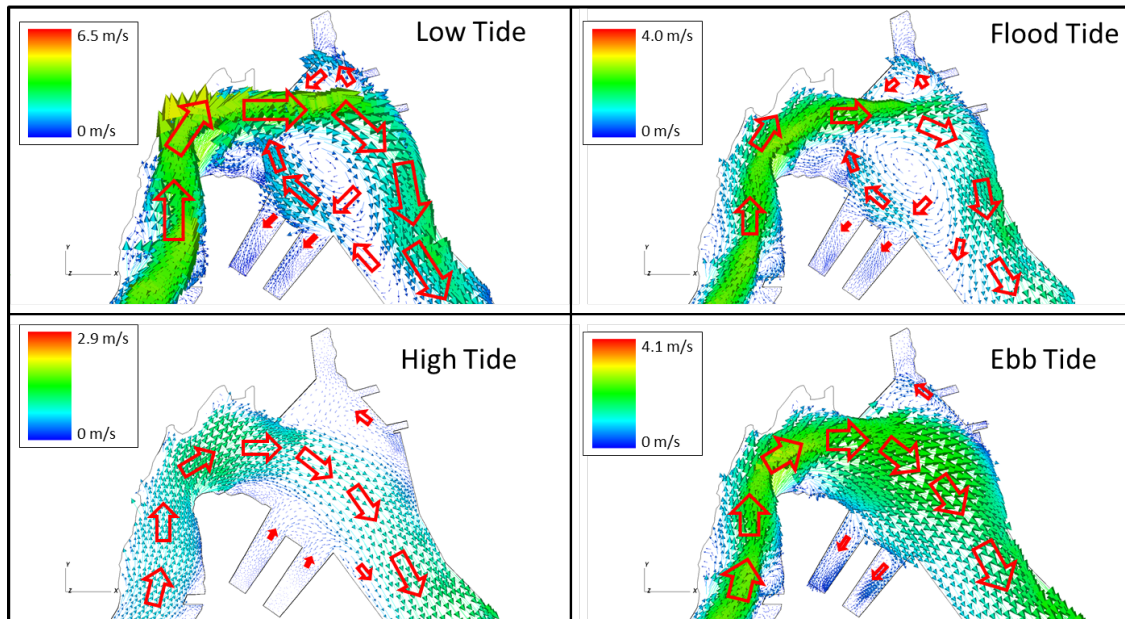 6.5 m/s
Low Tide
0 m/s
Y
Z
X
4.0 m/s
Flood Tide
0 m/s
Y
Z
X
2.9 m/s
High Tide
0 m/s
Y
Z
X
4.1 m/s
Ebb Tide
0 m/s
Y
Z
X